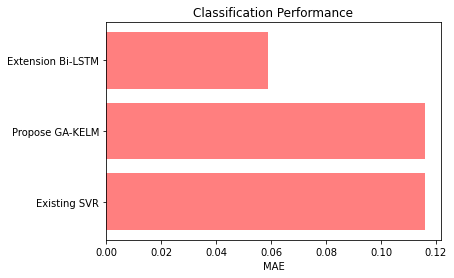 Classification Performance
Extension Bi-LSTM
Propose GA-KELM
Existing SVR
0.00 0.02 0.04 0.06 0.08 0.10 0.12
MAE